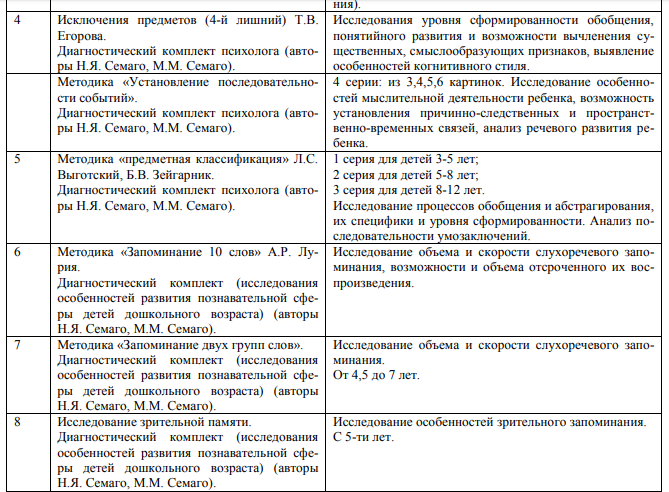 ния).
4
Исключения предметов (4-й лишний) Т.В.
Егорова.
Диагностический комплект психолога (авто-
ры Н.Я. Семаго, М.М. Семаго).
Исследования уровня сформированности обобщения,
понятийного развития и возможности вычленения су-
щественных, смыслообразующих признаков, выявление
особенностей когнитивного стиля.
Методика «Установление последовательно-
сти событий».
Диагностический комплект психолога (авто-
ры Н.Я. Семаго, М.М. Семаго).
4 серии: из 3,4,5,6 картинок. Исследование особенно-
стей мыслительной деятельности ребенка, возможность
установления причинно-следственных и пространст-
венно-временных связей, анализ речевого развития ре-
бенка.
5
Методика «предметная классификация» Л.С.
Выготский, Б.В. Зейгарник.
Диагностический комплект психолога (авто-
ры Н.Я. Семаго, М.М. Семаго).
1 серия для детей 3-5 лет;
2 серия для детей 5-8 лет;
3 серия для детей 8-12 лет.
Исследование процессов обобщения и абстрагирования,
их специфики и уровня сформированности. Анализ по-
следовательности умозаключений.
6
Методика «Запоминание 10 слов» А.Р. Лу-
рия.
Диагностический комплект (исследования
особенностей развития познавательной сфе-
ры детей дошкольного возраста) (авторы
Н.Я. Семаго, М.М. Семаго).
Исследование объема и скорости слухоречевого запо-
минания, возможности и объема отсроченного их вос-
произведения.
7
Методика «Запоминание двух групп слов».
Диагностический комплект (исследования
особенностей развития познавательной сфе-
ры детей дошкольного возраста) (авторы
Н.Я. Семаго, М.М. Семаго).
Исследование объема и скорости слухоречевого запо-
минания.
От 4,5 до 7 лет.
8
Исследование зрительной памяти.
Диагностический комплект (исследования
особенностей развития познавательной сфе-
ры детей дошкольного возраста) (авторы
Н.Я. Семаго, М.М. Семаго).
Исследование особенностей зрительного запоминания.
С 5-ти лет.